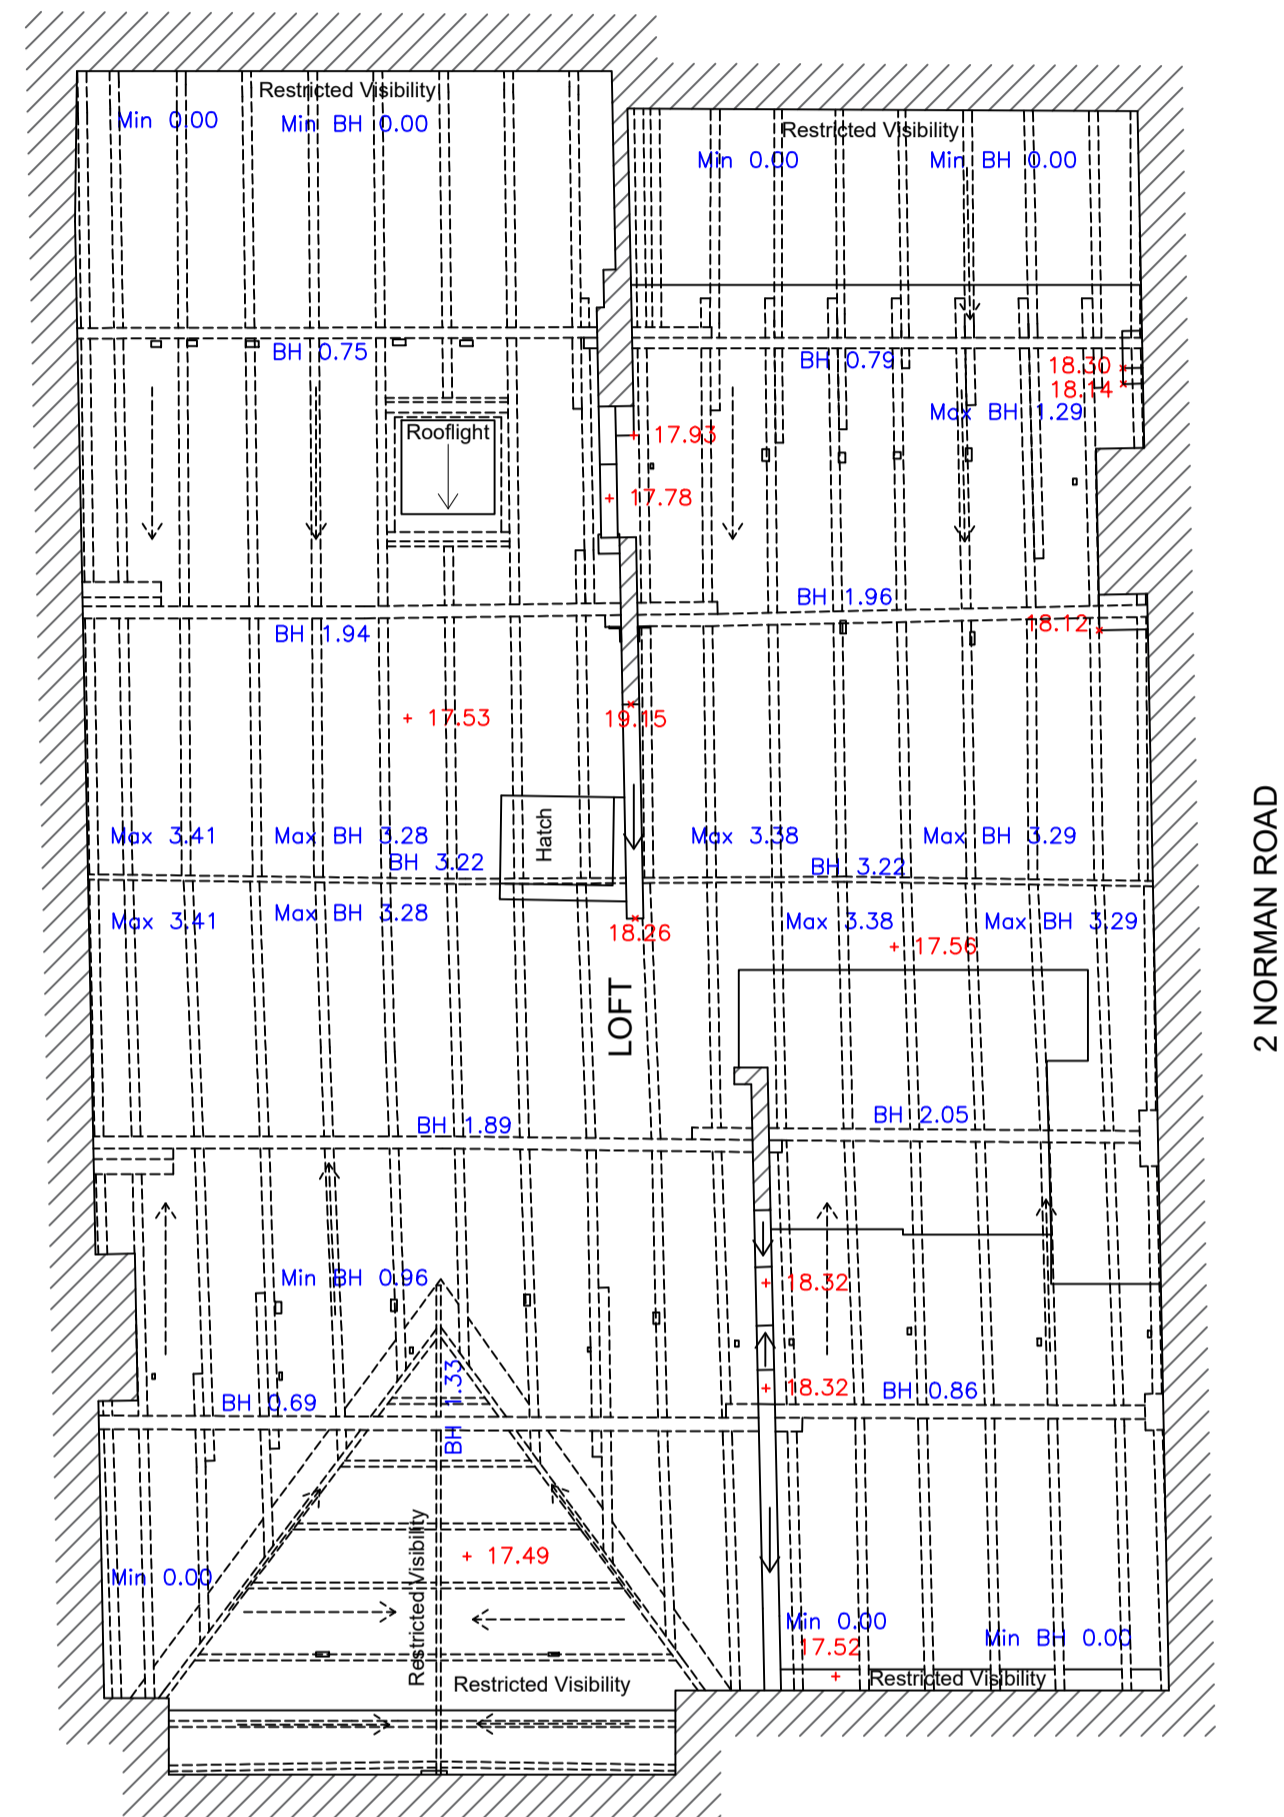 Restricted Visibility
Min 0.00
Min BH 0.00
Restricted Visibility
Min 0.00
Min BH 0.00
BH 0.75
BH 0.79
18.30
18.14
Max BH 1.29
Rooflight
17.93
17.78
BH 1.96
BH 1.94
18.12
17.53
19.15
Hatch
Max 3.41
Max BH 3.28
BH 3.22
Max 3.38
Max BH 3.29
BH 3.22
Max 3.41
Max BH 3.28
18.26
Max 3.38
Max BH 3.29
17.56
LOFT
2 NORMAN ROAD
BH 1.89
BH 2.05
Min BH 0.96
18.32
BH 1.33
18.32
BH 0.86
BH 0.69
Restricted Visibility
17.49
Min 0.00
Min 0.00
17.52
Min BH 0.00
Restricted Visibility
Restricted Visibility